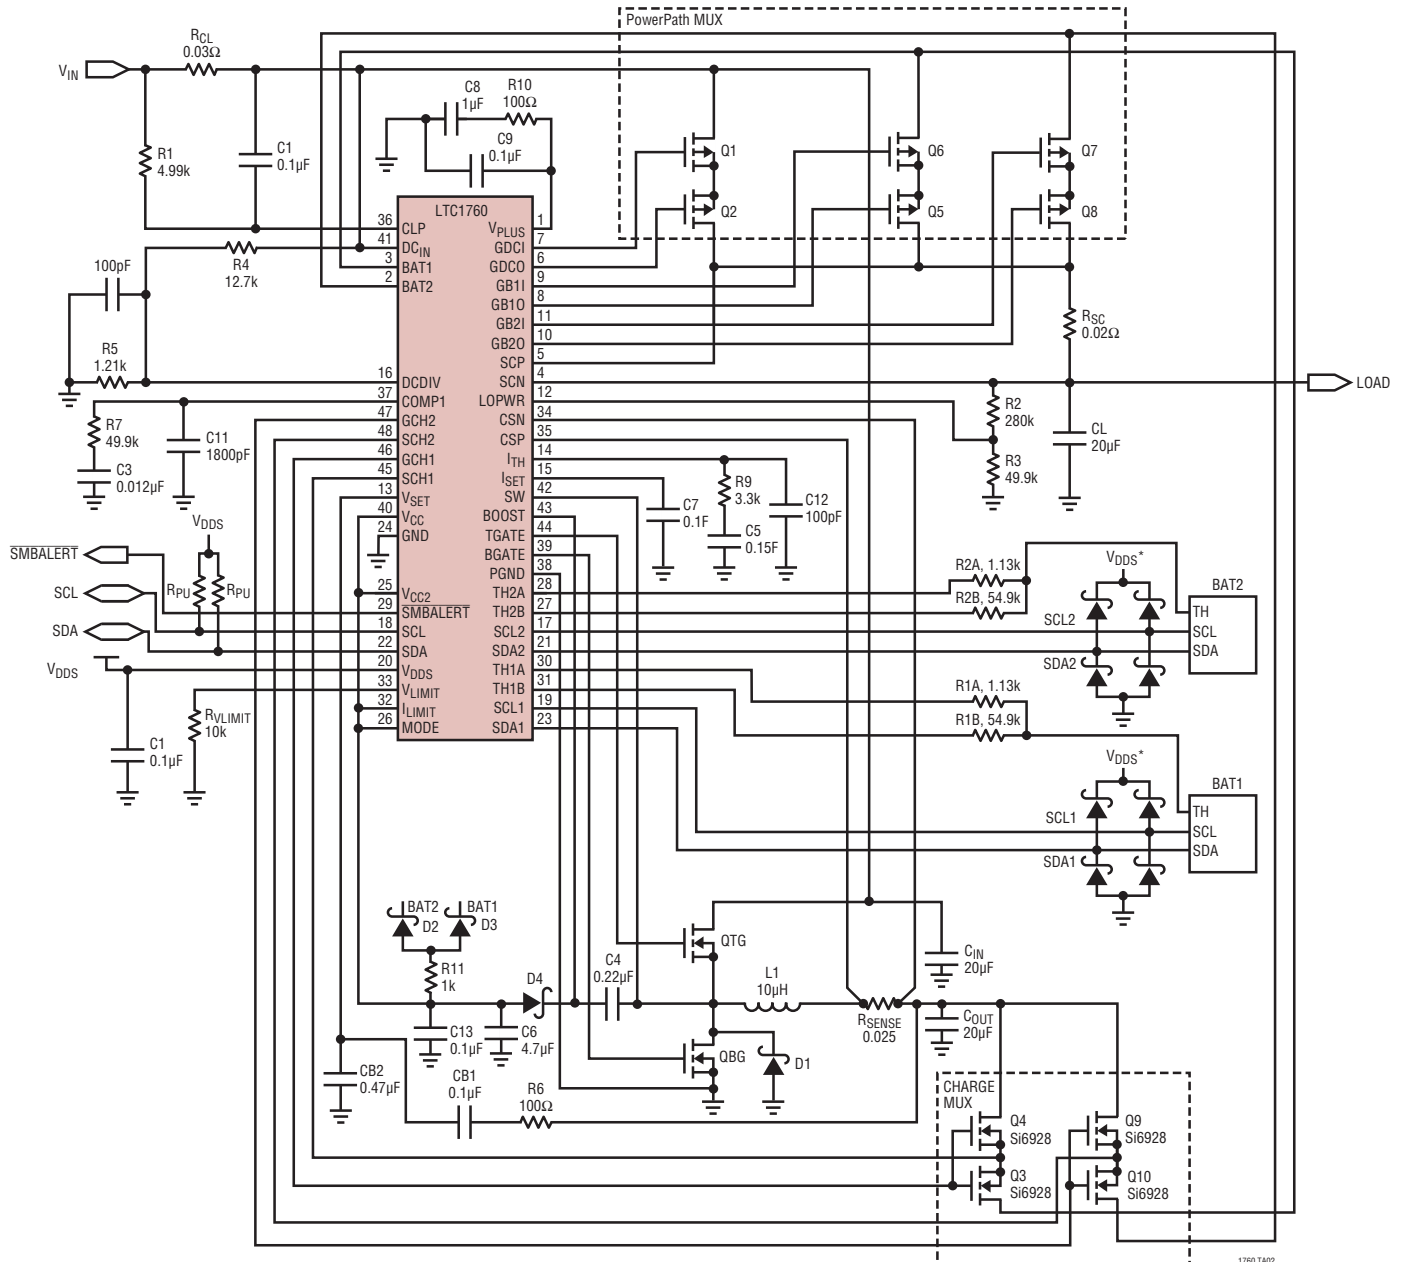 PowerPath MUX
RCL
0.03Ω
VIN
C8
1µF
R10
100Ω
C9
0.1µF
R1
4.99k
C1
0.1µF
Q1
Q6
Q7
Q2
Q5
Q8
LTC1760
36 CLP
41 DCIN
3 BAT1
2 BAT2
16 DCDIV
37 COMP1
47 GCH2
48 SCH2
46 GCH1
45 SCH1
13 VSET
40 VCC
24 GND
25 VCC2
29 SMBALERT
18 SCL
22 SDA
20 VDDS
33 VLIMIT
32 ILIMIT
26 MODE
VPLUS 1
GDCI 7
GDCO 6
GB1I 9
GB1O 8
GB2I 11
GB2O 10
SCP 5
SCN 4
LOPWR 12
CSN 34
CSP 35
ITH 14
ISET 15
SW 42
BOOST 43
TGATE 44
BGATE 39
PGND 38
TH2A 28
TH2B 27
SCL2 17
SDA2 21
TH1A 30
TH1B 31
SCL1 19
SDA1 23
R4
12.7k
100pF
R5
1.21k
R7
49.9k
C11
1800pF
C3
0.012µF
VDDS
SMBALERT
SCL
SDA
RPU
RPU
VDDS
RVLIMIT
10k
C1
0.1µF
RSC
0.02Ω
LOAD
R2
280k
R3
49.9k
CL
20µF
R9
3.3k
C7
0.1F
C5
0.15F
C12
100pF
R2A, 1.13k
R2B, 54.9k
VDDS*
BAT2
TH
SCL
SDA
SCL2
SDA2
R1A, 1.13k
R1B, 54.9k
VDDS*
BAT1
TH
SCL
SDA
SCL1
SDA1
BAT2
D2
BAT1
D3
R11
1k
D4
C4
0.22µF
QTG
L1
10µH
CIN
20µF
RSENSE
0.025
COUT
20µF
C13
0.1µF
C6
4.7µF
QBG
D1
CB2
0.47µF
CB1
0.1µF
R6
100Ω
CHARGE
MUX
Q4
Si6928
Q9
Si6928
Q3
Si6928
Q10
Si6928
1760 TA02